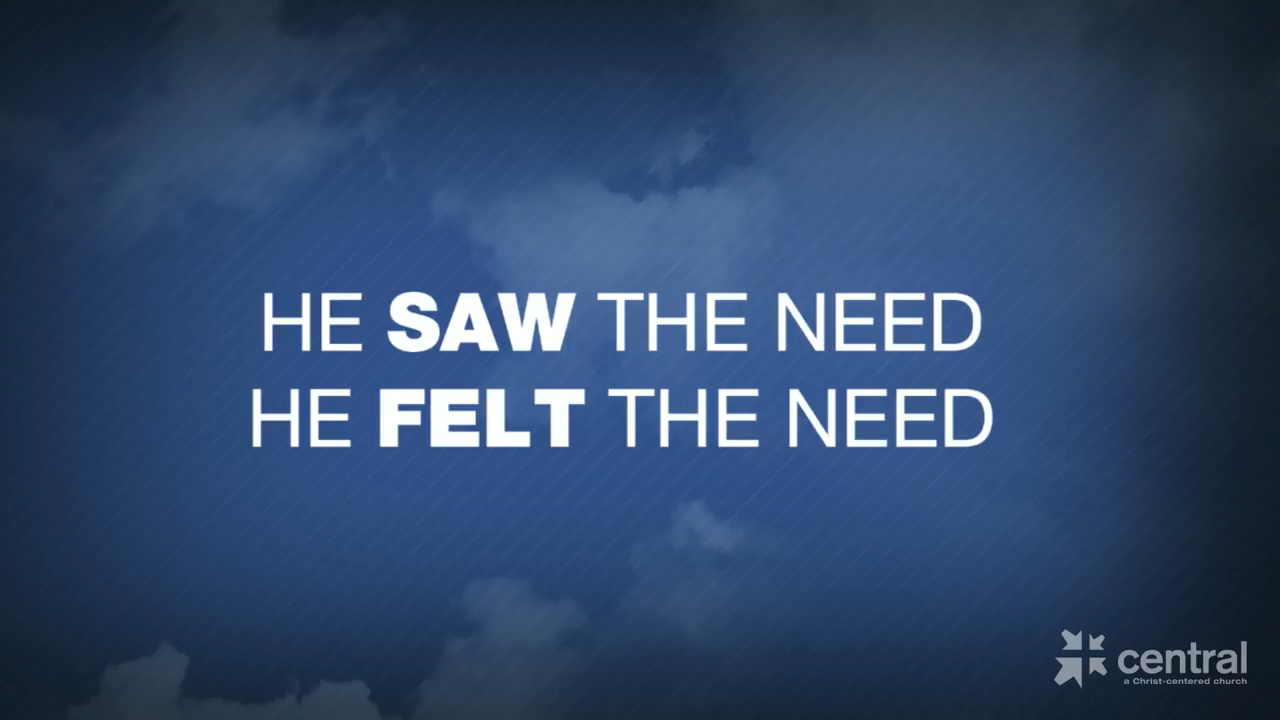 HE SAW THE NEED
HE FELT THE NEED
central
a Christ-centered church